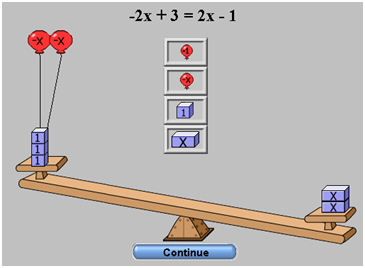 -2x + 3 = 2x - 1
-X -X
-1
-X
1
X
1
1
1
X
X
Continue